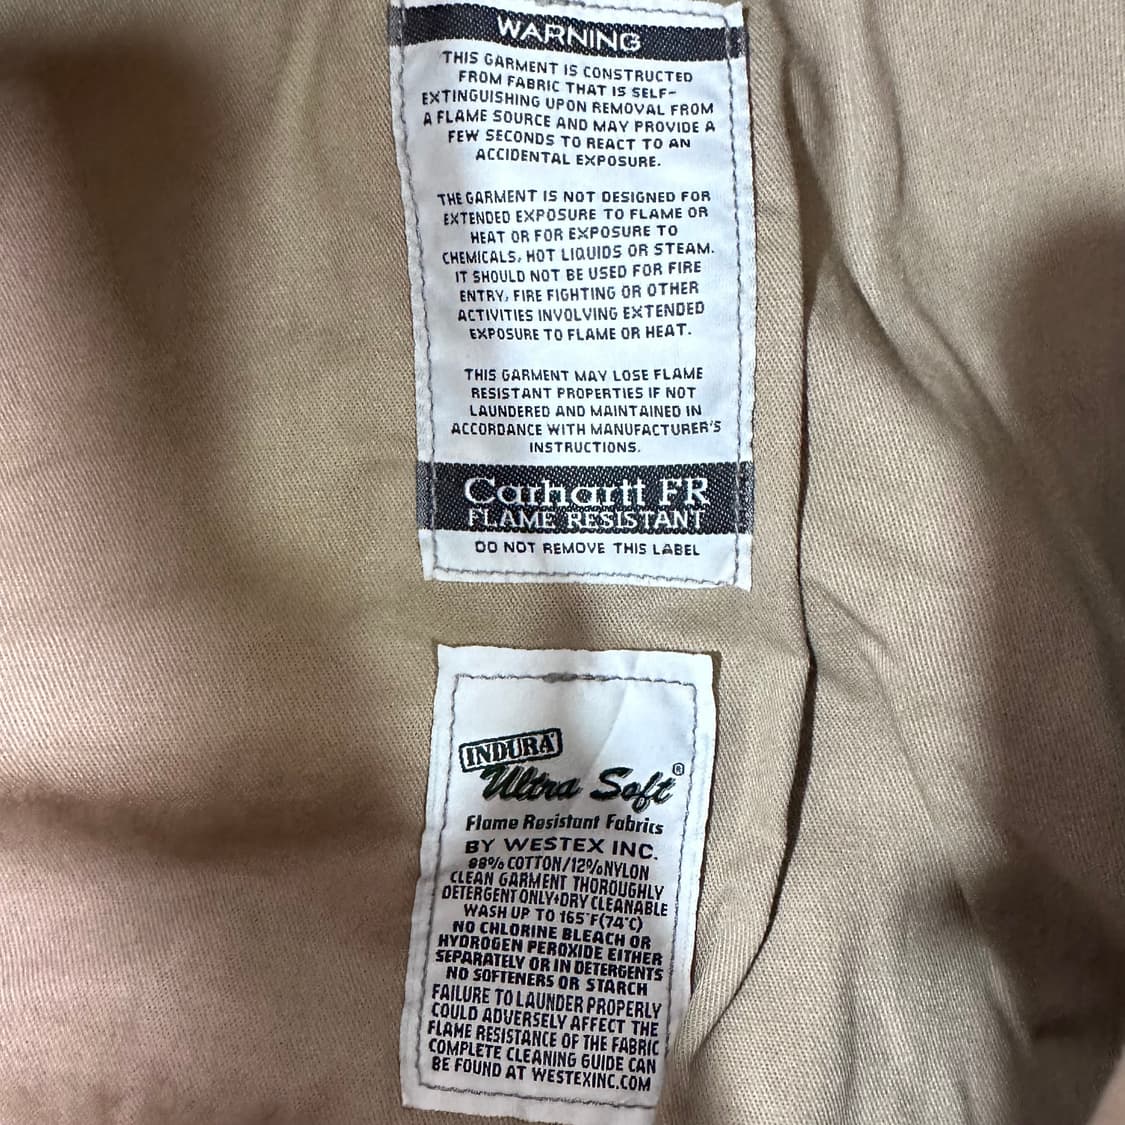 WARNING
THIS GARMENT IS CONSTRUCTED
FROM FABRIC THAT IS SELF-
EXTINGUISHING UPON REMOVAL FROM
A FLAME SOURCE AND MAY PROVIDE A
FEW SECONDS TO REACT TO AN
ACCIDENTAL EXPOSURE.
THE GARMENT IS NOT DESIGNED FOR
EXTENDED EXPOSURE TO FLAME OR
HEAT OR FOR EXPOSURE TO
CHEMICALS, HOT LIQUIDS OR STEAM.
IT SHOULD NOT BE USED FOR FIRE
ENTRY, FIRE FIGHTING OR OTHER
ACTIVITIES INVOLVING EXTENDED
EXPOSURE TO FLAME OR HEAT.
THIS GARMENT MAY LOSE FLAME
RESISTANT PROPERTIES IF NOT
LAUNDERED AND MAINTAINED IN
ACCORDANCE WITH MANUFACTURER'S
INSTRUCTIONS.
Carhartt FR
FLAME RESISTANT
DO NOT REMOVE THIS LABEL
INDURA
Ultra Soft®
Flame Resistant Fabrics
BY WESTEX INC.
88% COTTON/12%NYLON
CLEAN GARMENT THOROUGHLY
DETERGENT ONLY•DRY CLEANABLE
WASH UP TO 165°F(74°C)
NO CHLORINE BLEACH OR
HYDROGEN PEROXIDE EITHER
SEPARATELY OR IN DETERGENTS
NO SOFTENERS OR STARCH
FAILURE TO LAUNDER PROPERLY
COULD ADVERSELY AFFECT THE
FLAME RESISTANCE OF THE FABRIC
COMPLETE CLEANING GUIDE CAN
BE FOUND AT WESTEXINC.COM